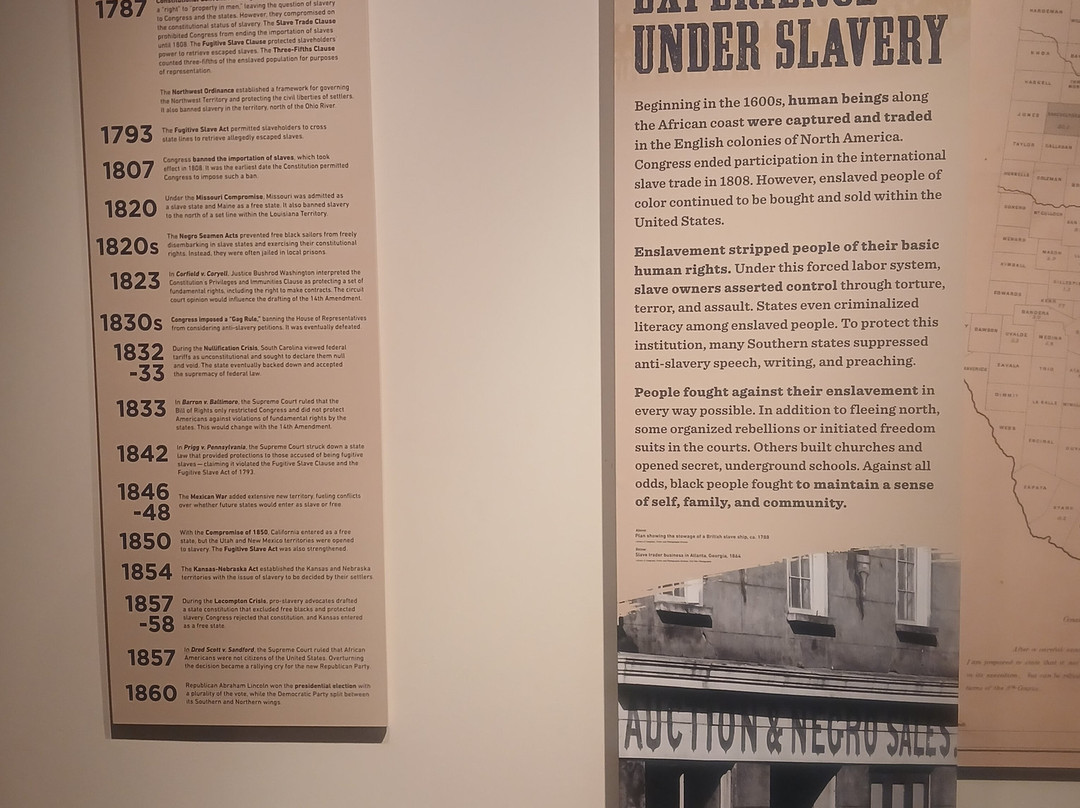 1787
a "right" to "property in men," leaving the question of slavery
to Congress and the states. However, they compromised on
the constitutional status of slavery. The Slave Trade Clause
prohibited Congress from ending the importation of slaves
until 1808. The Fugitive Slave Clause protected slaveholders
power to retrieve escaped slaves. The Three-Fifths Clause
counted three-fifths of the enslaved population for purposes
of representation.
The Northwest Ordinance established a framework for governing
the Northwest Territory and protecting the civil liberties of settlers.
It also banned slavery in the territory, north of the Ohio River.
1793
The Fugitive Slave Act permitted slaveholders to cross
state lines to retrieve allegedly escaped slaves.
1807
Congress banned the importation of slaves, which took
effect in 1808. It was the earliest date the Constitution permitted
Congress to impose such a ban.
1820
Under the Missouri Compromise, Missouri was admitted as
a slave state and Maine as a free state. It also banned slavery
to the north of a set line within the Louisiana Territory.
1820s
The Negro Seamen Acts prevented free black sailors from freely
disembarking in slave states and exercising their constitutional
rights. Instead, they were often jailed in local prisons.
1823
In Corfield v. Coryell, Justice Bushrod Washington interpreted the
Constitution's Privileges and Immunities Clause as protecting a set of
fundamental rights, including the right to make contracts. The circuit
court opinion would influence the drafting of the 14th Amendment.
1830s
Congress imposed a "Gag Rule," banning the House of Representatives
from considering anti-slavery petitions. It was eventually defeated
1832
-33
During the Nullification Crisis, South Carolina viewed federal
tariffs as unconstitutional and sought to declare them null
and void. The state eventually backed down and accepted
the supremacy of federal law.
1833
In Barron v. Baltimore, the Supreme Court ruled that the
Bill of Rights only restricted Congress and did not protect
Americans against violations of fundamental rights by the
states. This would change with the 14th Amendment.
1842
In Prigg v. Pennsylvania, the Supreme Court struck down a state
law that provided protections to those accused of being fugitive
slaves—claiming it violated the Fugitive Slave Clause and the
Fugitive Slave Act of 1793.
1846
-48
The Mexican War added extensive new territory, fueling conflicts
over whether future states would enter as slave or free
1850
With the Compromise of 1850, California entered as a free
state, but the Utah and New Mexico territories were opened
to slavery. The Fugitive Slave Act was also strengthened.
1854
The Kansas-Nebraska Act established the Kansas and Nebraska
territories with the issue of slavery to be decided by their settlers.
1857
-58
During the Lecompton Crisis, pro-slavery advocates drafted
a state constitution that excluded free blacks and protected
slavery. Congress rejected that constitution, and Kansas entered
as a free state.
1857
In Dred Scott v. Sandford, the Supreme Court ruled that African
Americans were not citizens of the United States. Overturning
the decision became a rallying cry for the new Republican Party
1860
Republican Abraham Lincoln won the presidential election with
a plurality of the vote, while the Democratic Party split between
its Southern and Northern wings.
EXPERIENCE
UNDER SLAVERY
Beginning in the 1600s, human beings along
the African coast were captured and traded
in the English colonies of North America.
Congress ended participation in the international
slave trade in 1808. However, enslaved people of
color continued to be bought and sold within the
United States.
Enslavement stripped people of their basic
human rights. Under this forced labor system,
slave owners asserted control through torture,
terror, and assault. States even criminalized
literacy among enslaved people. To protect this
institution, many Southern states suppressed
anti-slavery speech, writing, and preaching.
People fought against their enslavement in
every way possible. In addition to fleeing north,
some organized rebellions or initiated freedom
suits in the courts. Others built churches and
opened secret, underground schools. Against all
odds, black people fought to maintain a sense
of self, family, and community.
Above
Plan showing the stowage of a British slave ship, ca. 1788
Below
Slave trader business in Atlanta, Georgia, 1864
AUCTION & NEGRO SALES.
JONES
TAYLOR
CALLAHAN
COLEMAN
MENARD
KIMBALL
EDWARDS
UVALDE
MEDINA
DIMMIT
WEBB
ZAPATA